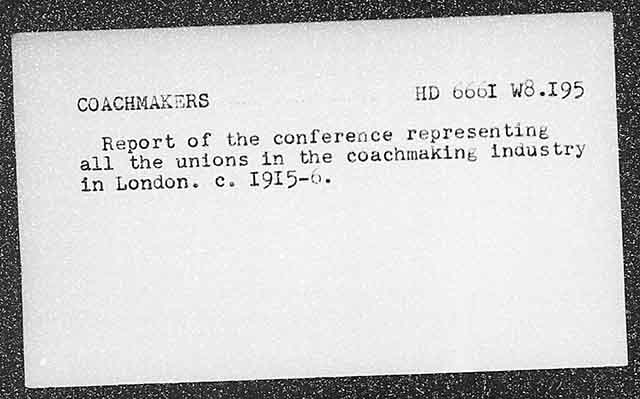 COACHMAKERS HD 6661 W8.I95
Report of the conference representing
all the unions in the coachmaking industry
in London. c. I9I5-6.